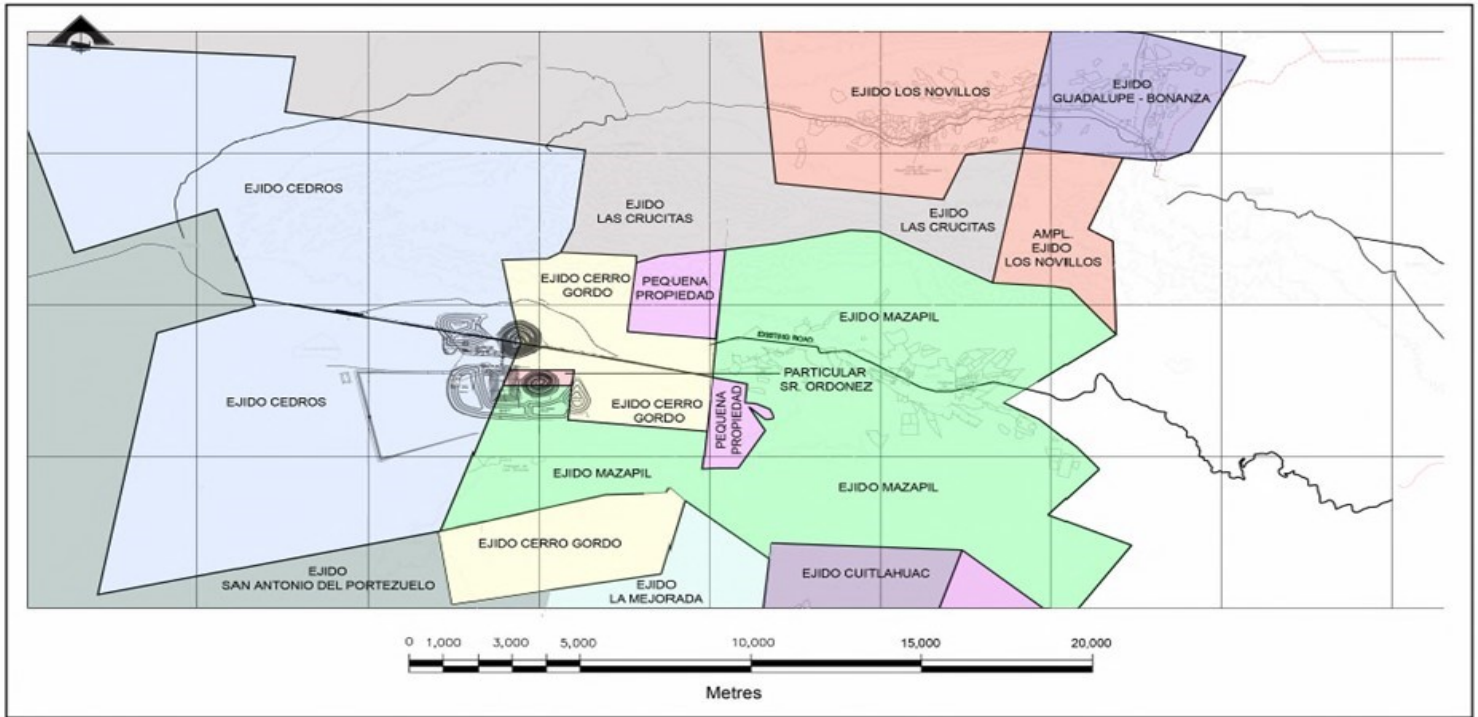 EJIDO LOS NOVILLOS
EJIDO
GUADALUPE - BONANZA
EJIDO CEDROS
EJIDO
LAS CRUCITAS
EJIDO
LAS CRUCITAS
AMPL.
EJIDO
LOS NOVILLOS
EJIDO CERRO
GORDO
PEQUENA
PROPIEDAD
EJIDO MAZAPIL
EXISTING ROAD
PARTICULAR
SR. ORDONEZ
EJIDO CEDROS
EJIDO CERRO
GORDO
PEQUENA
PROPIEDAD
EJIDO MAZAPIL
EJIDO MAZAPIL
EJIDO CERRO GORDO
EJIDO
SAN ANTONIO DEL PORTEZUELO
EJIDO
LA MEJORADA
EJIDO CUITLAHUAC
0 1,000 3,000 5,000 10,000 15,000 20,000
Metres